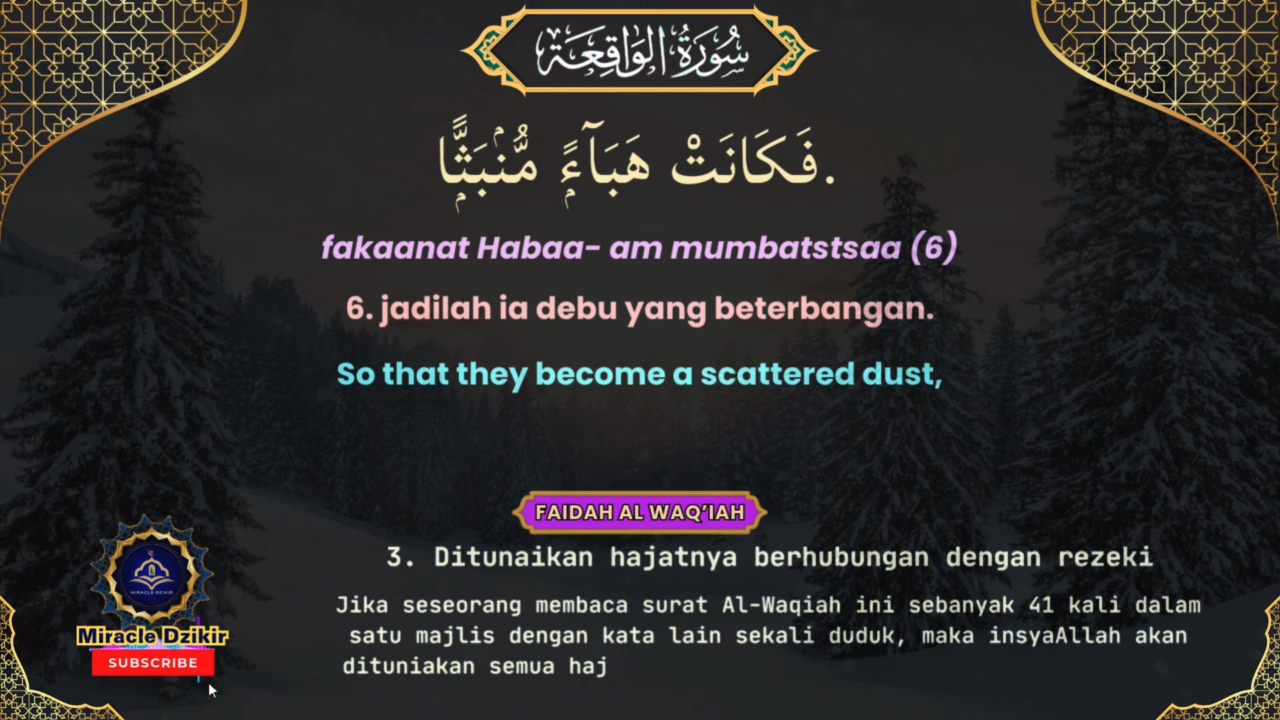 سُورَةُ الوَاقِعَة
فَكَانَتْ هَبَآءًۭ مُّنۢبَثًّۭا.
fakaanat Habaa- am mumbatstsaa (6)
6. jadilah ia debu yang beterbangan.
So that they become a scattered dust,
FAIDAH AL WAQ’IAH
3. Ditunaikan hajatnya berhubungan dengan rezeki
Jika seseorang membaca surat Al-Waqiah ini sebanyak 41 kali dalam
satu majlis dengan kata lain sekali duduk, maka insyaAllah akan
dituniakan semua haj
MIRACLE DZIKIR
Miracle Dzikir
SUBSCRIBE